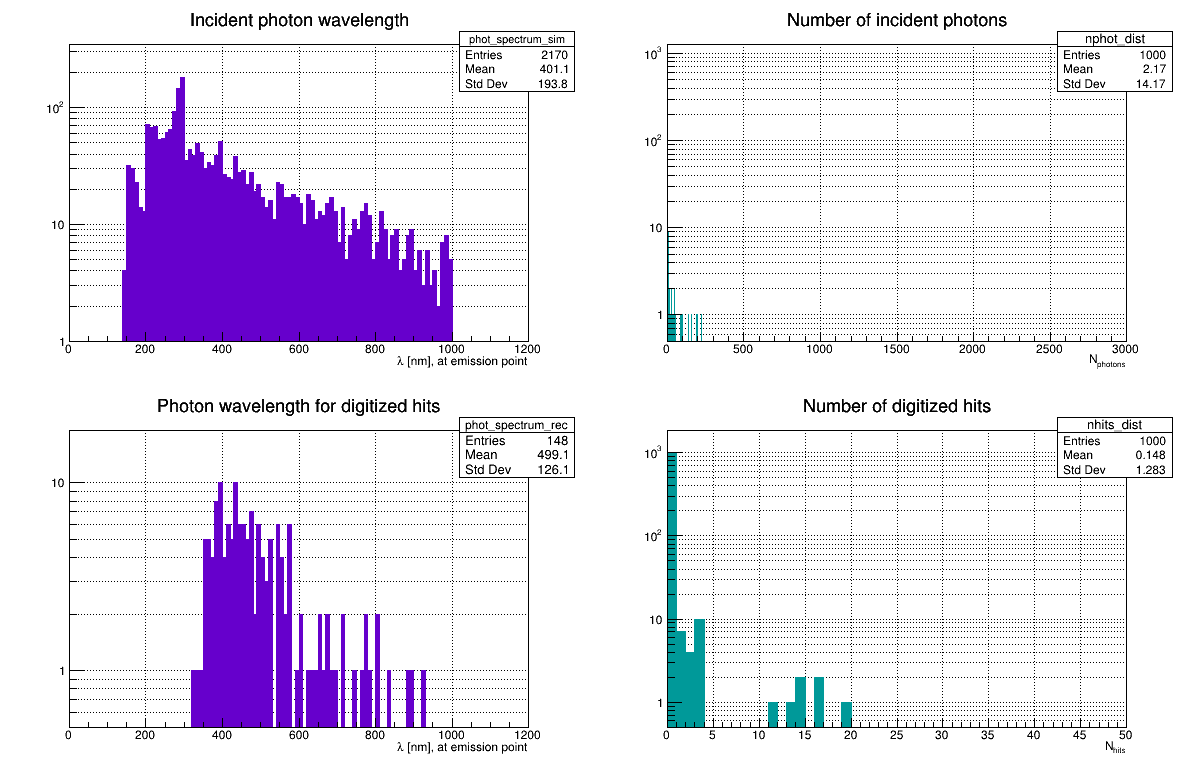 Incident photon wavelength
phot_spectrum_sim
Entries 2170
Mean 401.1
Std Dev 193.8
10²
10
1
0 200 400 600 800 1000 1200
λ [nm], at emission point
Number of incident photons
nphot_dist
Entries 1000
Mean 2.17
Std Dev 14.17
10³
10²
10
1
0 500 1000 1500 2000 2500 3000
N_photons
Photon wavelength for digitized hits
phot_spectrum_rec
Entries 148
Mean 499.1
Std Dev 126.1
10
1
0 200 400 600 800 1000 1200
λ [nm], at emission point
Number of digitized hits
nhits_dist
Entries 1000
Mean 0.148
Std Dev 1.283
10³
10²
10
1
0 5 10 15 20 25 30 35 40 45 50
N_hits